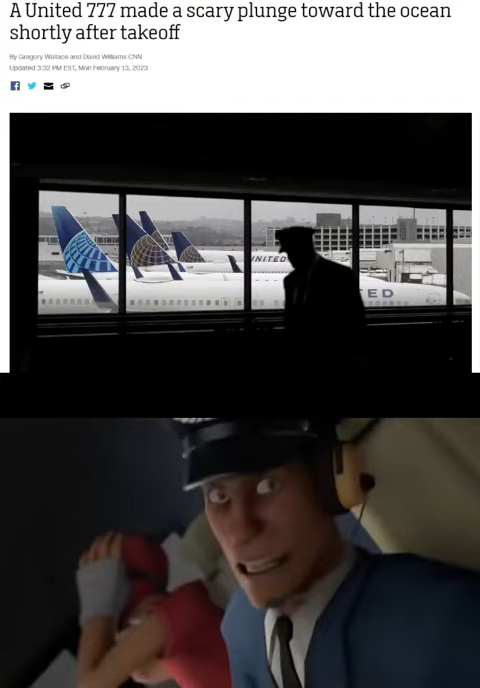 A United 777 made a scary plunge toward the ocean
shortly after takeoff
By Gregory Wallace and David Williams CNN
Updated 3:32 PM EST, Mon February 13, 2023
UNITED
ED